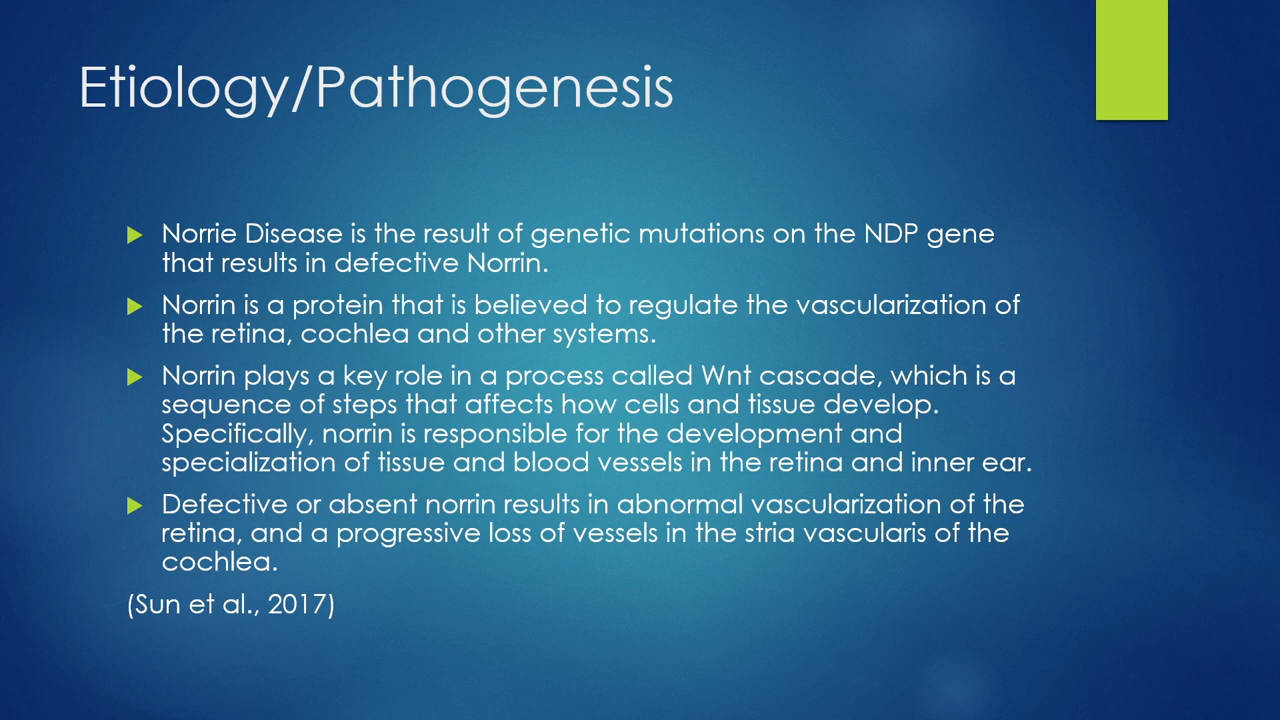 Etiology/Pathogenesis
Norrie Disease is the result of genetic mutations on the NDP gene
that results in defective Norrin.
Norrin is a protein that is believed to regulate the vascularization of
the retina, cochlea and other systems.
Norrin plays a key role in a process called Wnt cascade, which is a
sequence of steps that affects how cells and tissue develop.
Specifically, norrin is responsible for the development and
specialization of tissue and blood vessels in the retina and inner ear.
Defective or absent norrin results in abnormal vascularization of the
retina, and a progressive loss of vessels in the stria vascularis of the
cochlea.
(Sun et al., 2017)